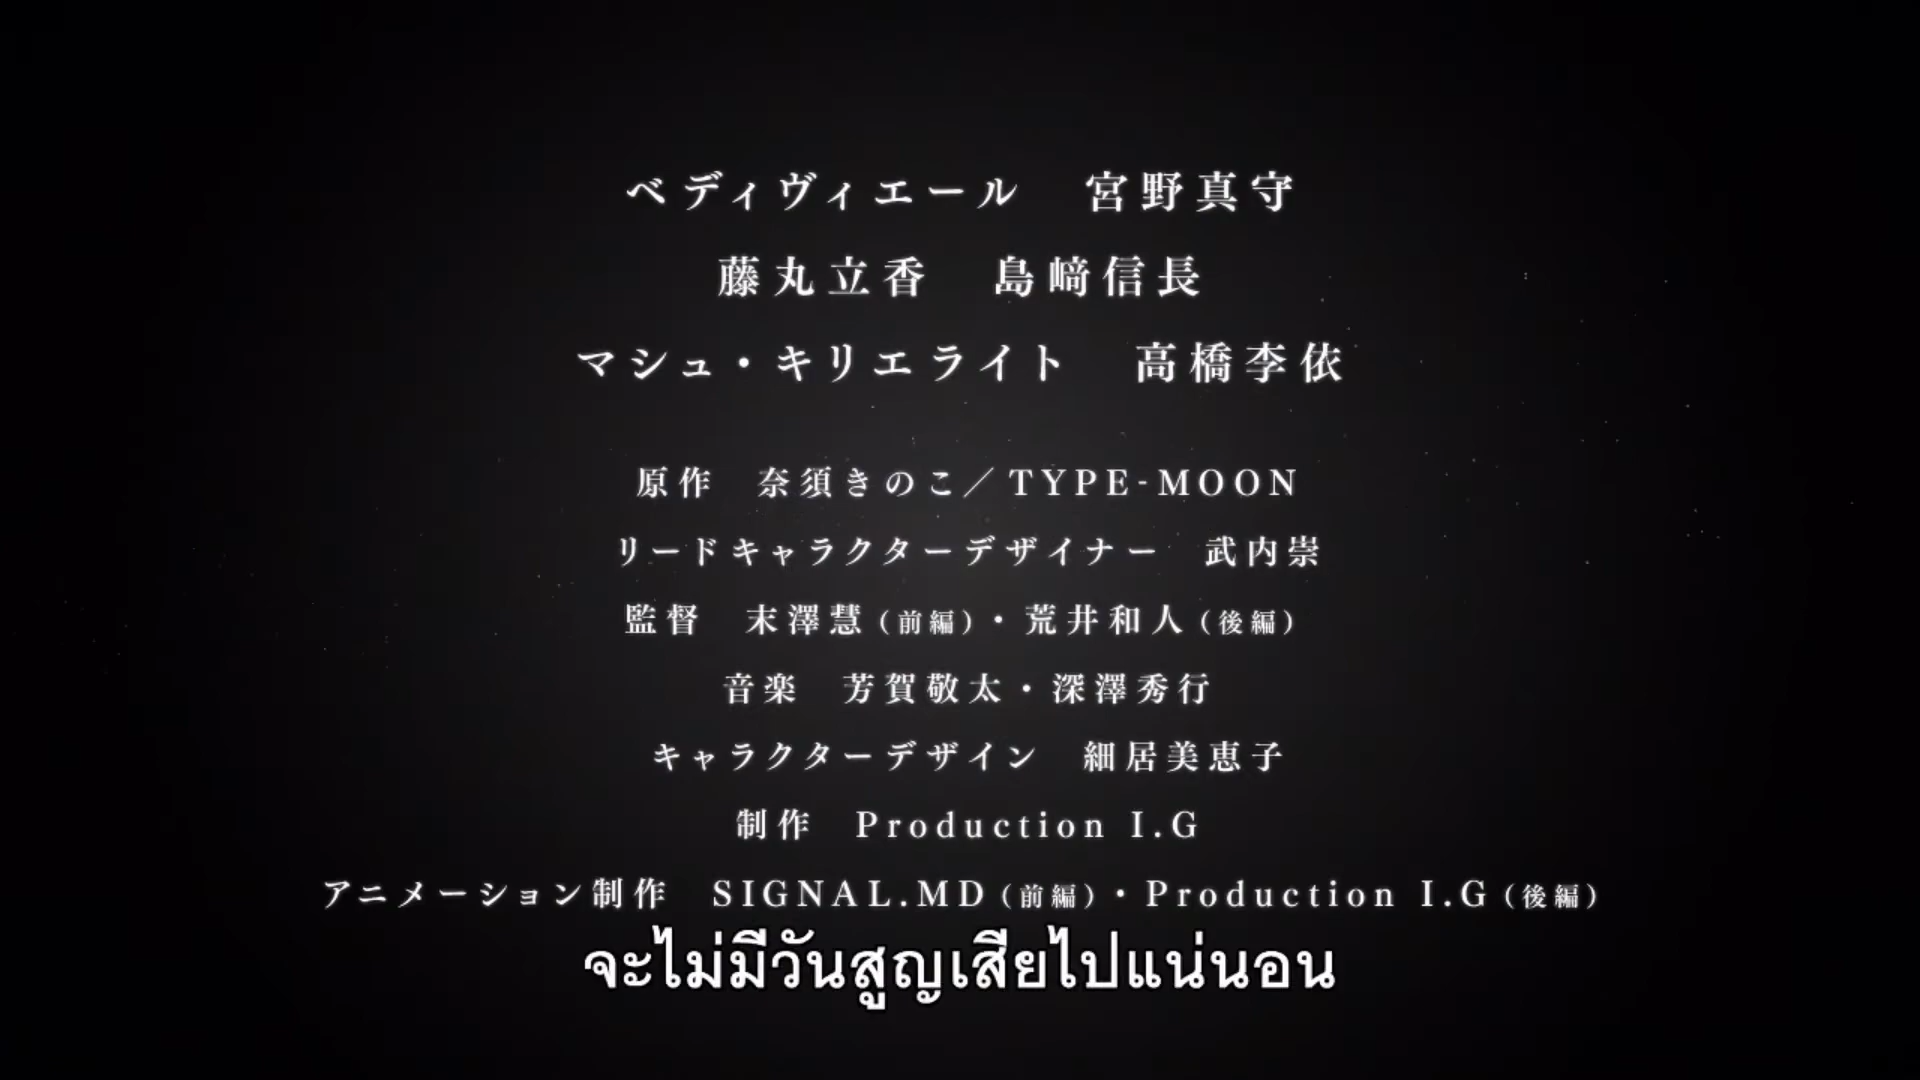 ベディヴィエール　宮野真守
藤丸立香　島﨑信長
マシュ・キリエライト　高橋李依
原作　奈須きのこ／TYPE-MOON
リードキャラクターデザイナー　武内崇
監督　末澤慧（前編）・荒井和人（後編）
音楽　芳賀敬太・深澤秀行
キャラクターデザイン　細居美恵子
制作　Production I.G
アニメーション制作　SIGNAL.MD（前編）・Production I.G（後編）
จะไม่มีวันสูญเสียไปแน่นอน